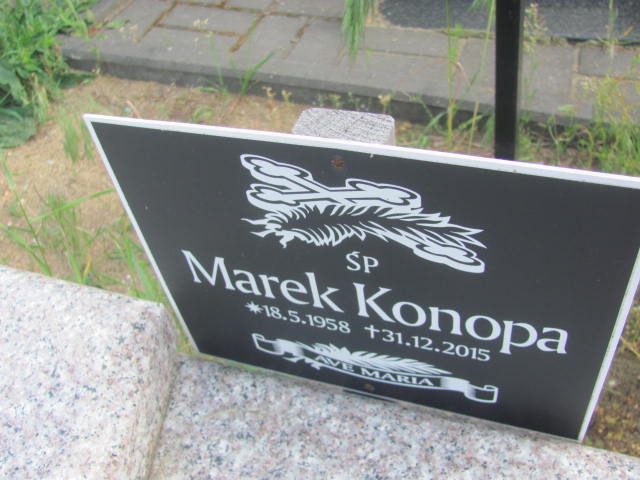 ŚP
Marek Konopa
*18.5.1958 †31.12.2015
AVE MARIA